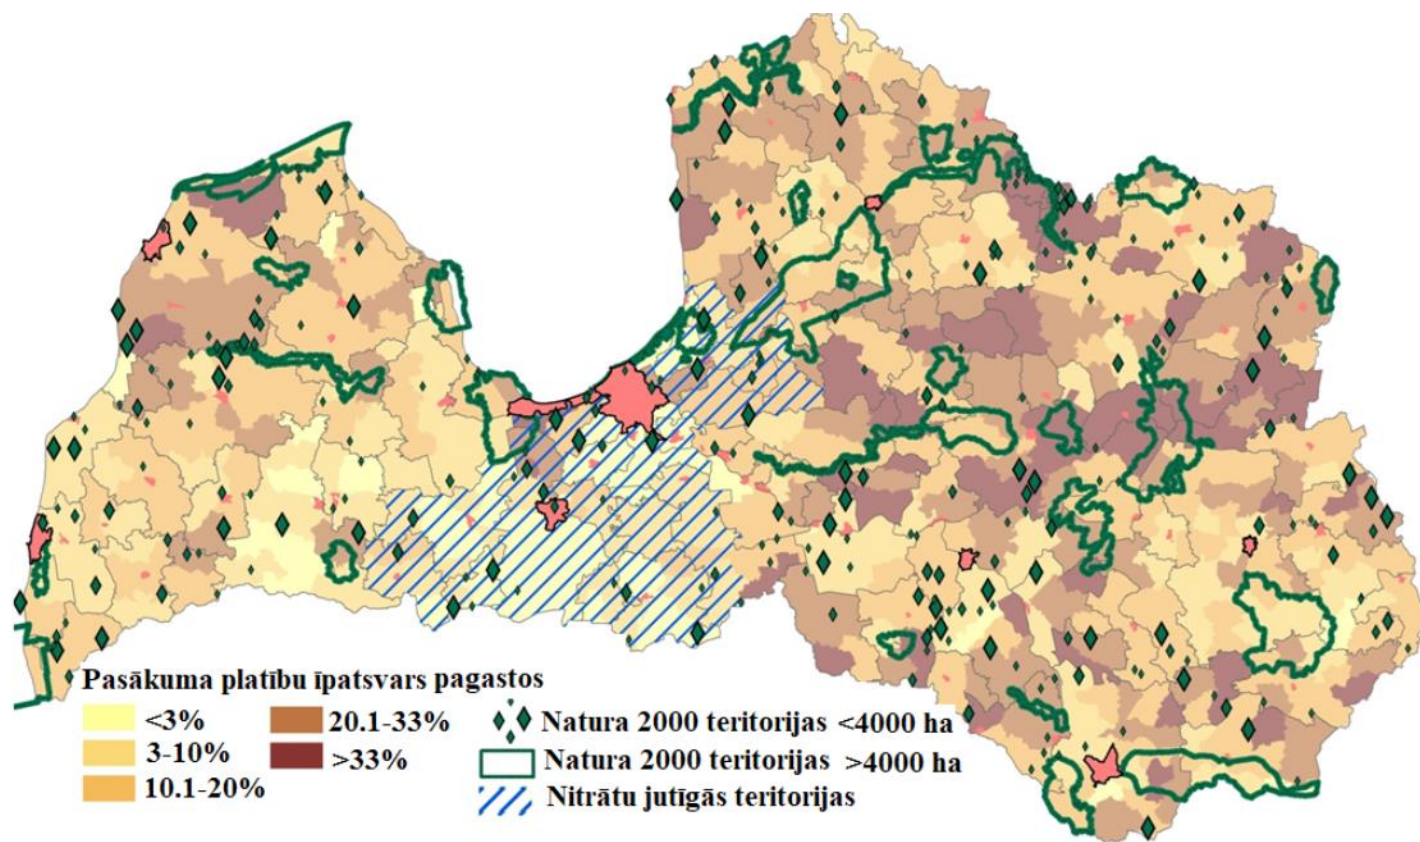 Pasākuma platību īpatsvars pagastos
<3%
3-10%
10.1-20%
20.1-33%
>33%
Natura 2000 teritorijas <4000 ha
Natura 2000 teritorijas >4000 ha
Nitrātu jutīgās teritorijas